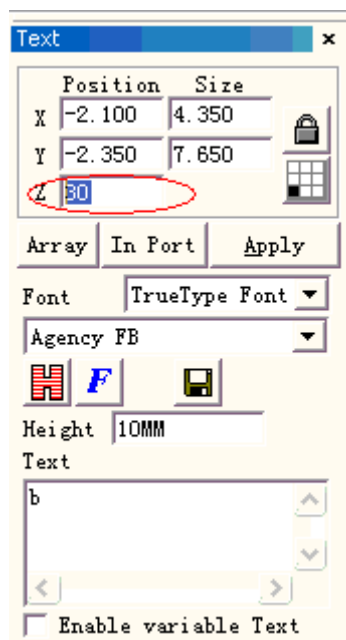 Text
Position Size
X -2.100 4.350
Y -2.350 7.650
Z 30
Array In Port Apply
Font TrueType Font
Agency FB
H F
Height 10MM
Text
b
Enable variable Text